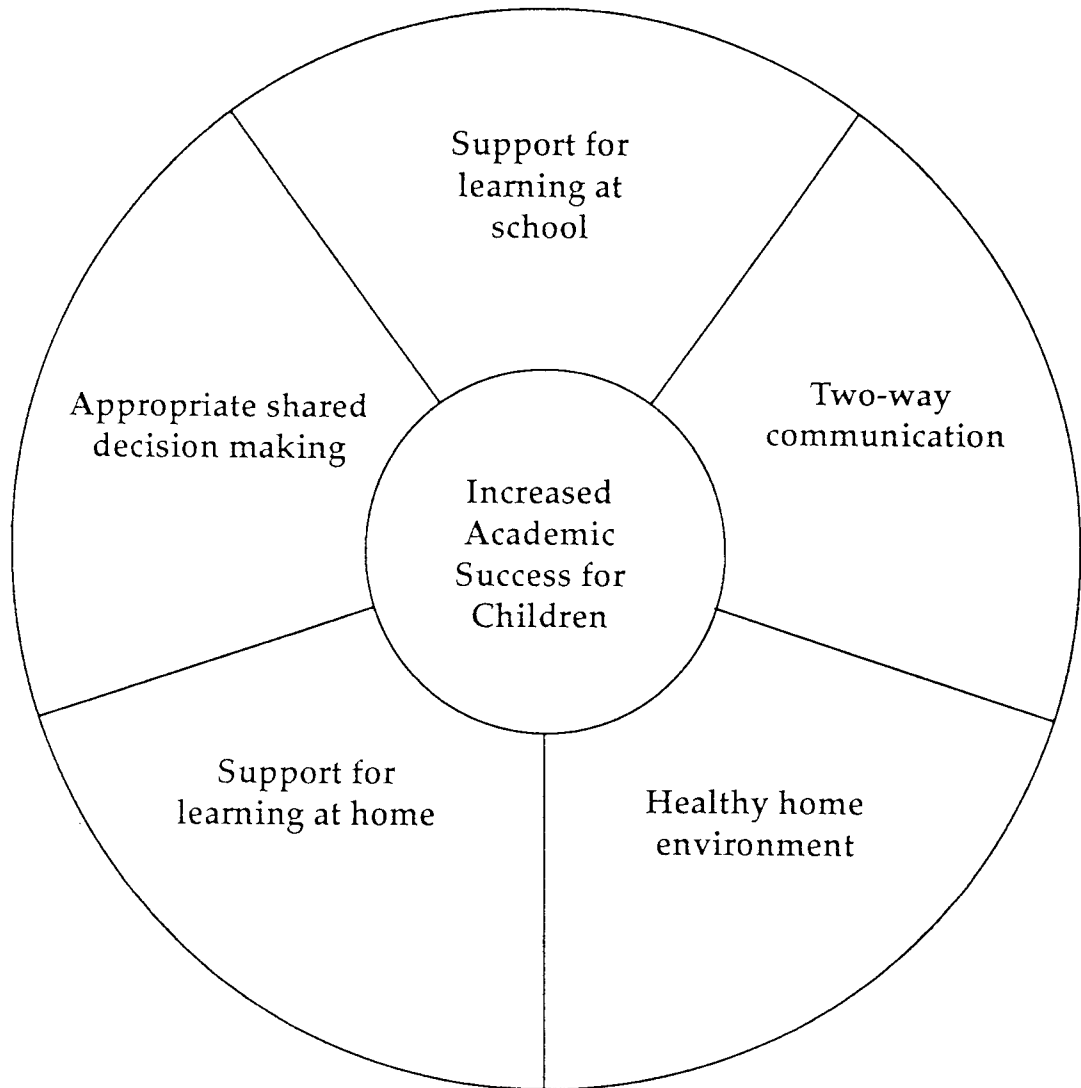 Support for
learning at
school
Appropriate shared
decision making
Two-way
communication
Increased
Academic
Success for
Children
Support for
learning at home
Healthy home
environment